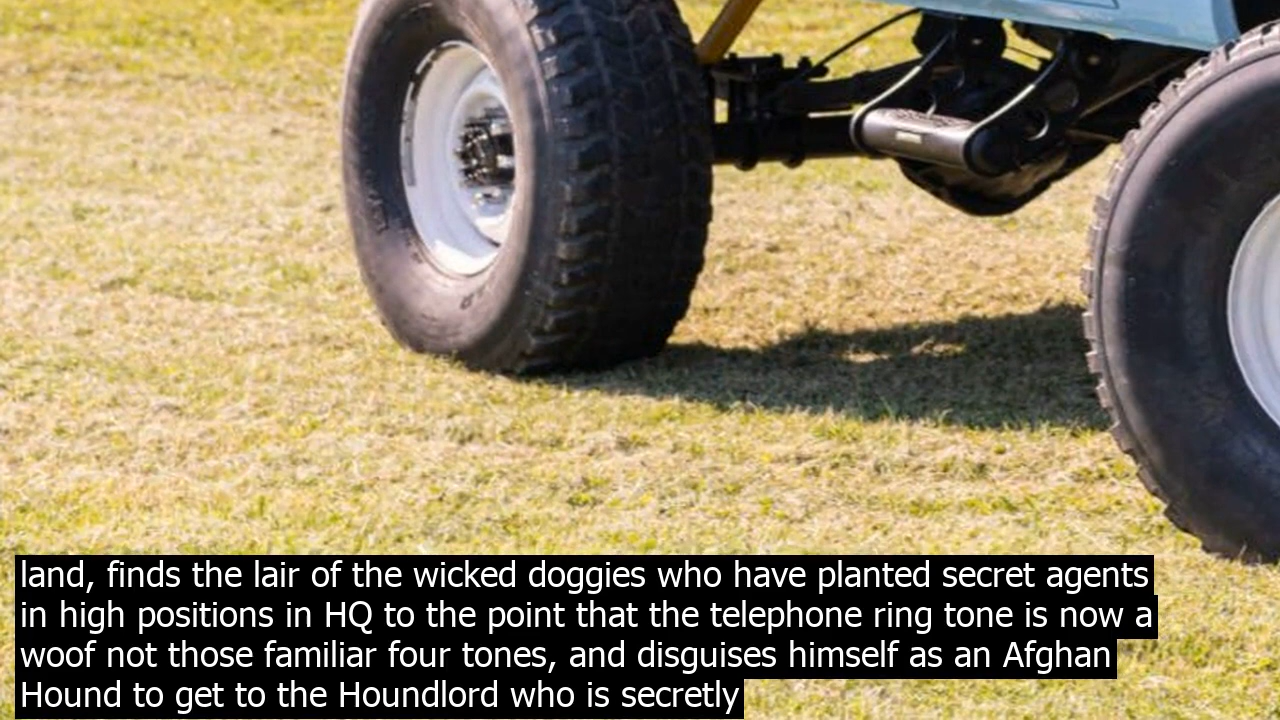 land, finds the lair of the wicked doggies who have planted secret agents
in high positions in HQ to the point that the telephone ring tone is now a
woof not those familiar four tones, and disguises himself as an Afghan
Hound to get to the Houndlord who is secretly